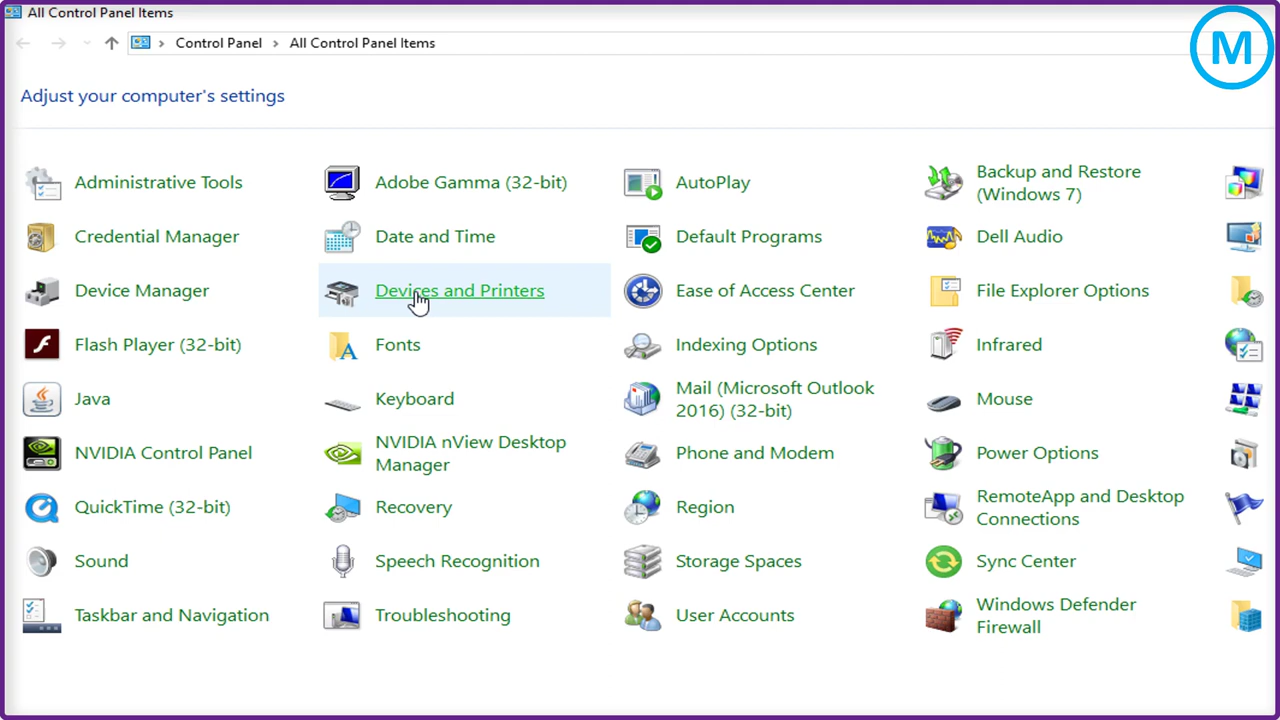 All Control Panel Items
Control Panel › All Control Panel Items
M
Adjust your computer's settings
Administrative Tools
Adobe Gamma (32-bit)
AutoPlay
Backup and Restore
(Windows 7)
Credential Manager
Date and Time
Default Programs
Dell Audio
Device Manager
Devices and Printers
Ease of Access Center
File Explorer Options
Flash Player (32-bit)
Fonts
Indexing Options
Infrared
Java
Keyboard
Mail (Microsoft Outlook
2016) (32-bit)
Mouse
NVIDIA Control Panel
NVIDIA nView Desktop
Manager
Phone and Modem
Power Options
QuickTime (32-bit)
Recovery
Region
RemoteApp and Desktop
Connections
Sound
Speech Recognition
Storage Spaces
Sync Center
Taskbar and Navigation
Troubleshooting
User Accounts
Windows Defender
Firewall